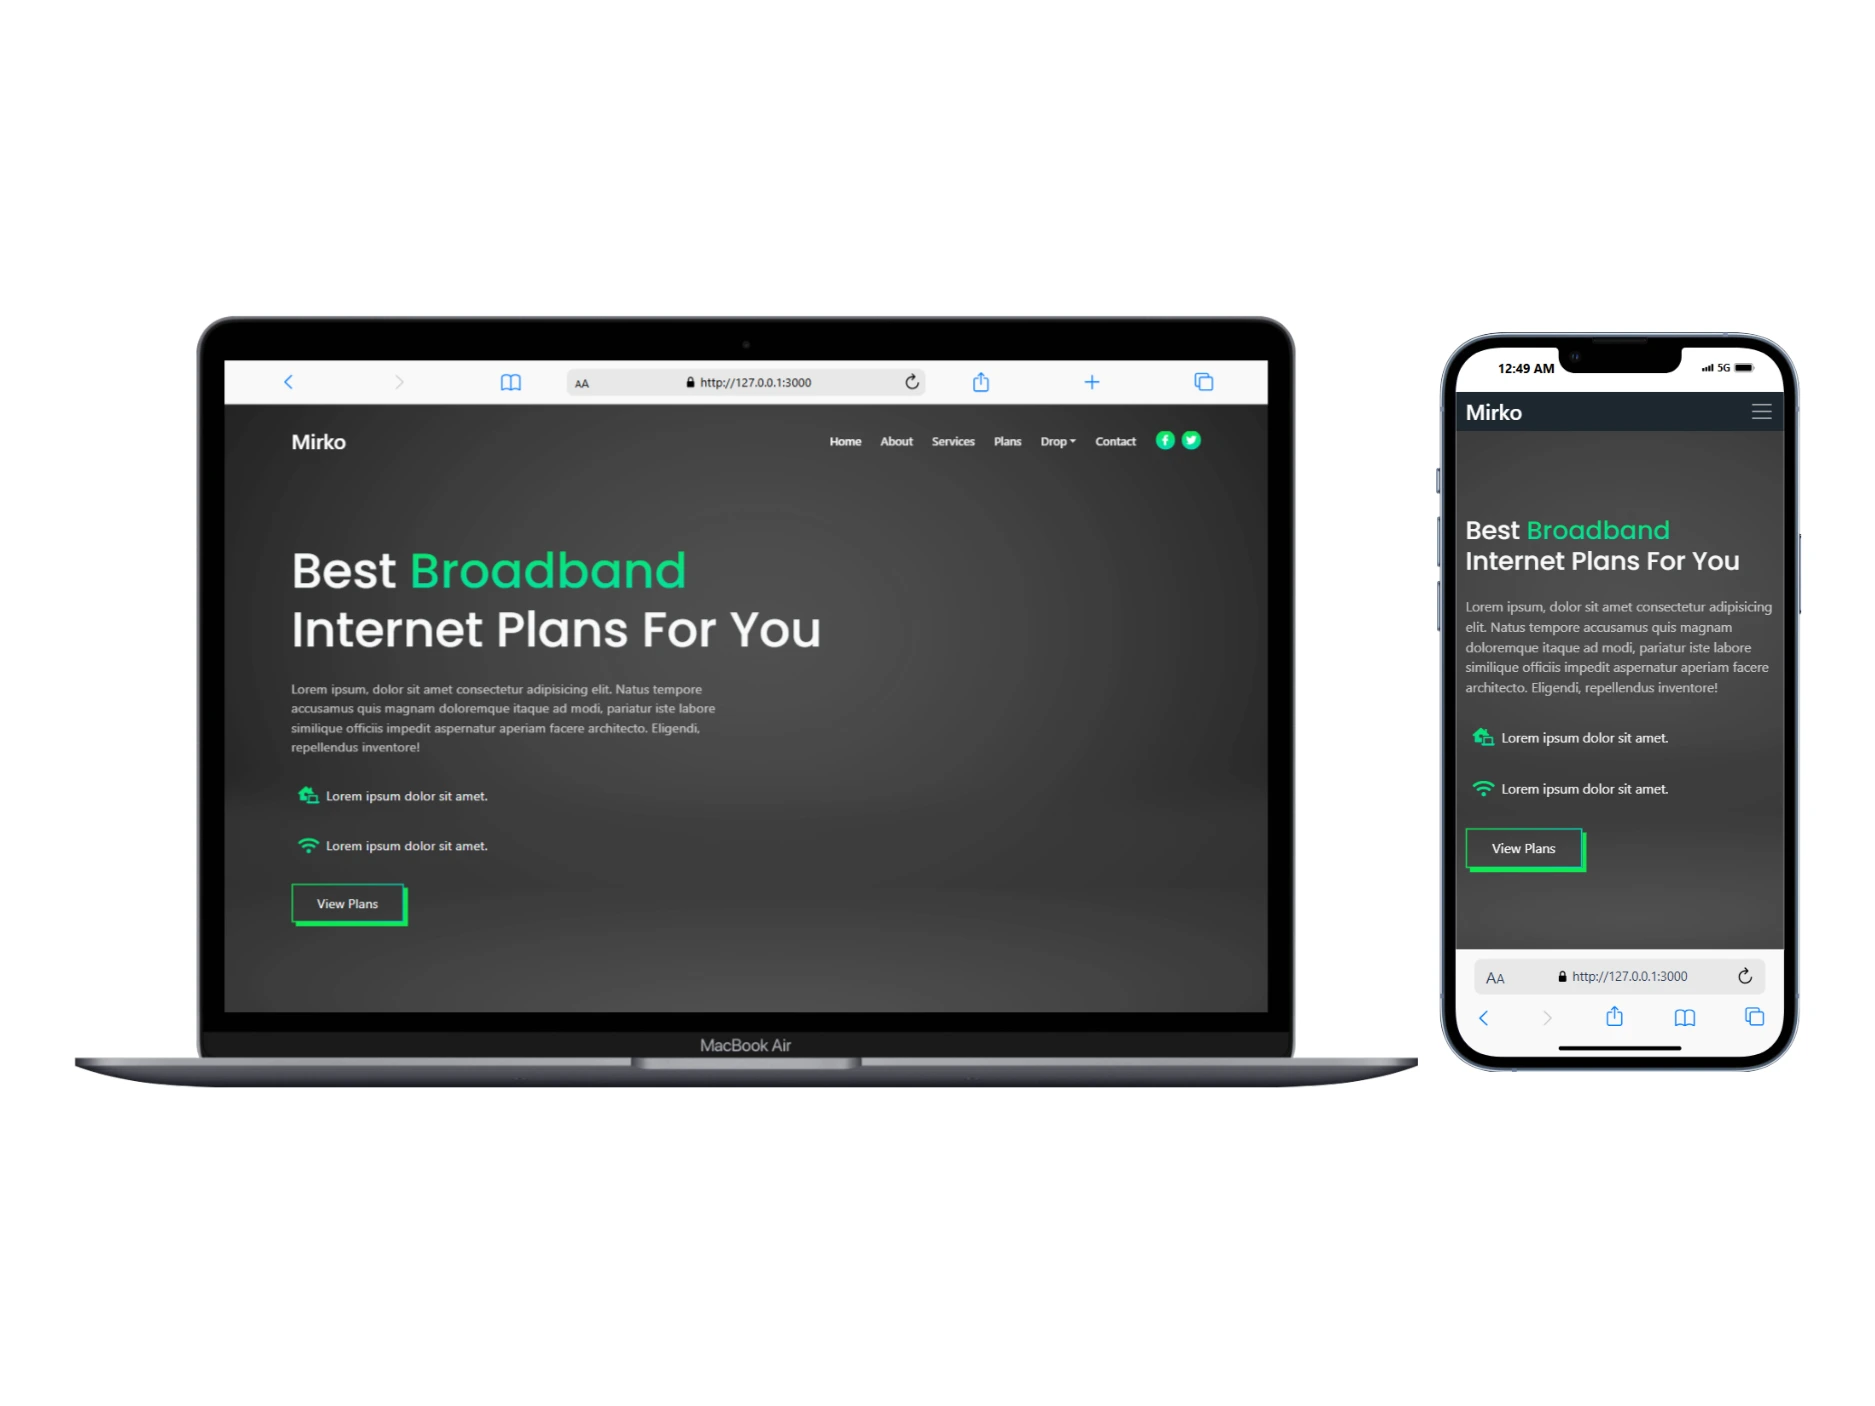 AA http://127.0.0.1:3000
Mirko
Home About Services Plans Drop Contact
Best Broadband
Internet Plans For You
Lorem ipsum, dolor sit amet consectetur adipisicing elit. Natus tempore
accusamus quis magnam doloremque itaque ad modi, pariatur iste labore
similique officiis impedit aspernatur aperiam facere architecto. Eligendi,
repellendus inventore!
Lorem ipsum dolor sit amet.
Lorem ipsum dolor sit amet.
View Plans
MacBook Air
12:49 AM 5G
Mirko
Best Broadband
Internet Plans For You
Lorem ipsum, dolor sit amet consectetur adipisicing
elit. Natus tempore accusamus quis magnam
doloremque itaque ad modi, pariatur iste labore
similique officiis impedit aspernatur aperiam facere
architecto. Eligendi, repellendus inventore!
Lorem ipsum dolor sit amet.
Lorem ipsum dolor sit amet.
View Plans
AA http://127.0.0.1:3000